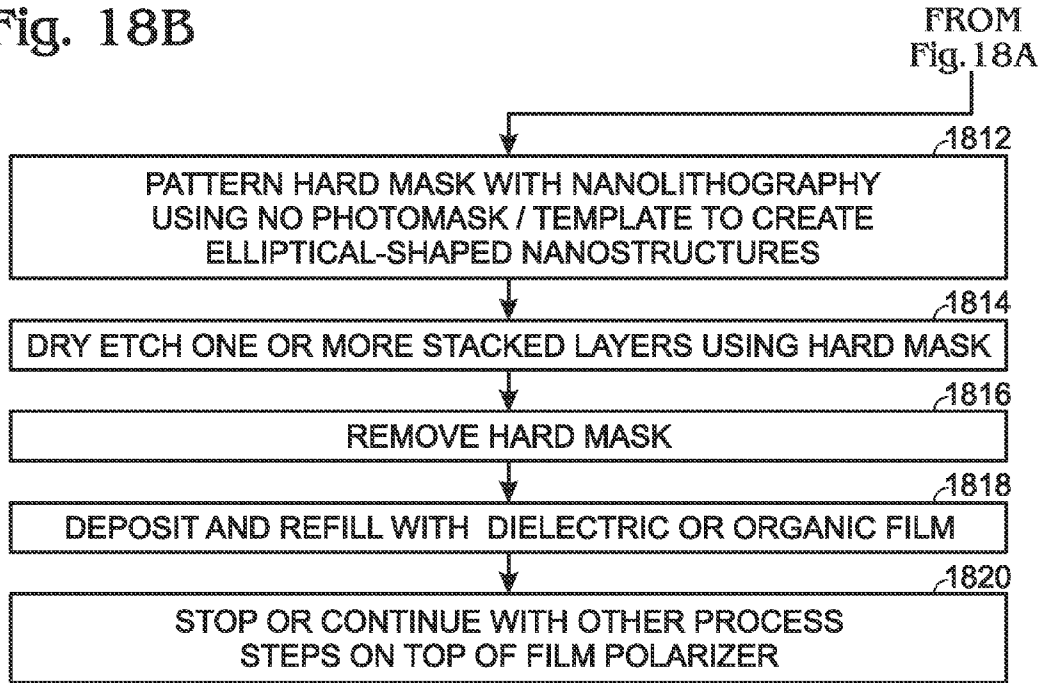 Fig. 18B
FROM
Fig. 18A
1812
PATTERN HARD MASK WITH NANOLITHOGRAPHY
USING NO PHOTOMASK / TEMPLATE TO CREATE
ELLIPTICAL-SHAPED NANOSTRUCTURES
1814
DRY ETCH ONE OR MORE STACKED LAYERS USING HARD MASK
1816
REMOVE HARD MASK
1818
DEPOSIT AND REFILL WITH DIELECTRIC OR ORGANIC FILM
1820
STOP OR CONTINUE WITH OTHER PROCESS
STEPS ON TOP OF FILM POLARIZER